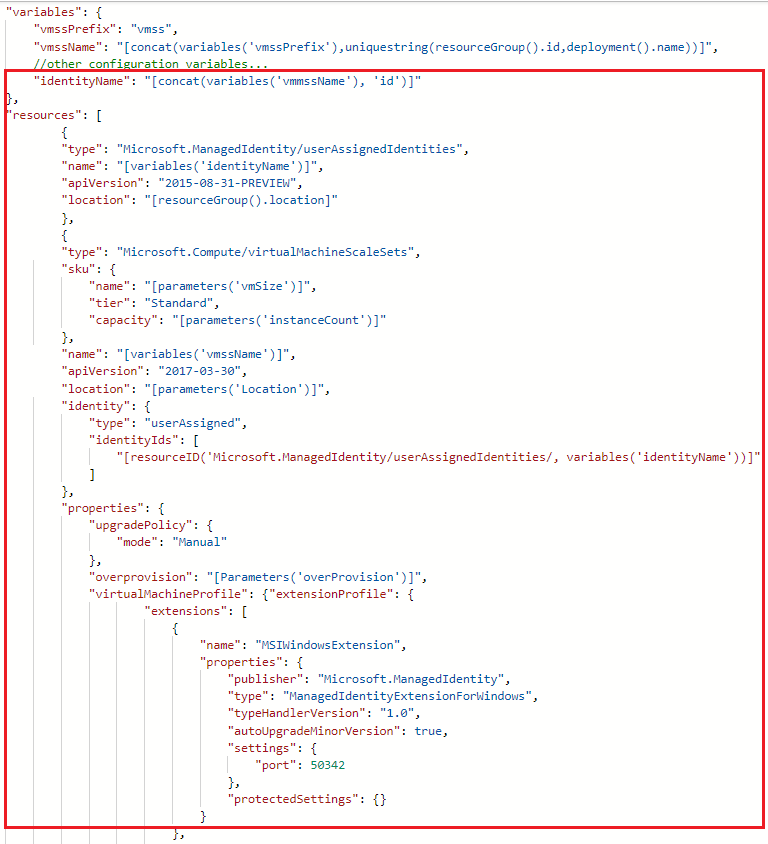 "variables": {
"vmssPrefix": "vmss",
"vmssName": "[concat(variables('vmssPrefix'),uniquestring(resourceGroup().id,deployment().name))]",
//other configuration variables...
"identityName": "[concat(variables('vmmssName'), 'id')]"
},
"resources": [
{
"type": "Microsoft.ManagedIdentity/userAssignedIdentities",
"name": "[variables('identityName')]",
"apiVersion": "2015-08-31-PREVIEW",
"location": "[resourceGroup().location]"
},
{
"type": "Microsoft.Compute/virtualMachineScaleSets",
"sku": {
"name": "[parameters('vmSize')]",
"tier": "Standard",
"capacity": "[parameters('instanceCount')]"
},
"name": "[variables('vmssName')]",
"apiVersion": "2017-03-30",
"location": "[parameters('Location')]",
"identity": {
"type": "userAssigned",
"identityIds": [
"[resourceID('Microsoft.ManagedIdentity/userAssignedIdentities/, variables('identityName'))]"
]
},
"properties": {
"upgradePolicy": {
"mode": "Manual"
},
"overprovision": "[Parameters('overProvision')]",
"virtualMachineProfile": {"extensionProfile": {
"extensions": [
{
"name": "MSIWindowsExtension",
"properties": {
"publisher": "Microsoft.ManagedIdentity",
"type": "ManagedIdentityExtensionForWindows",
"typeHandlerVersion": "1.0",
"autoUpgradeMinorVersion": true,
"settings": {
"port": 50342
},
"protectedSettings": {}
}
},